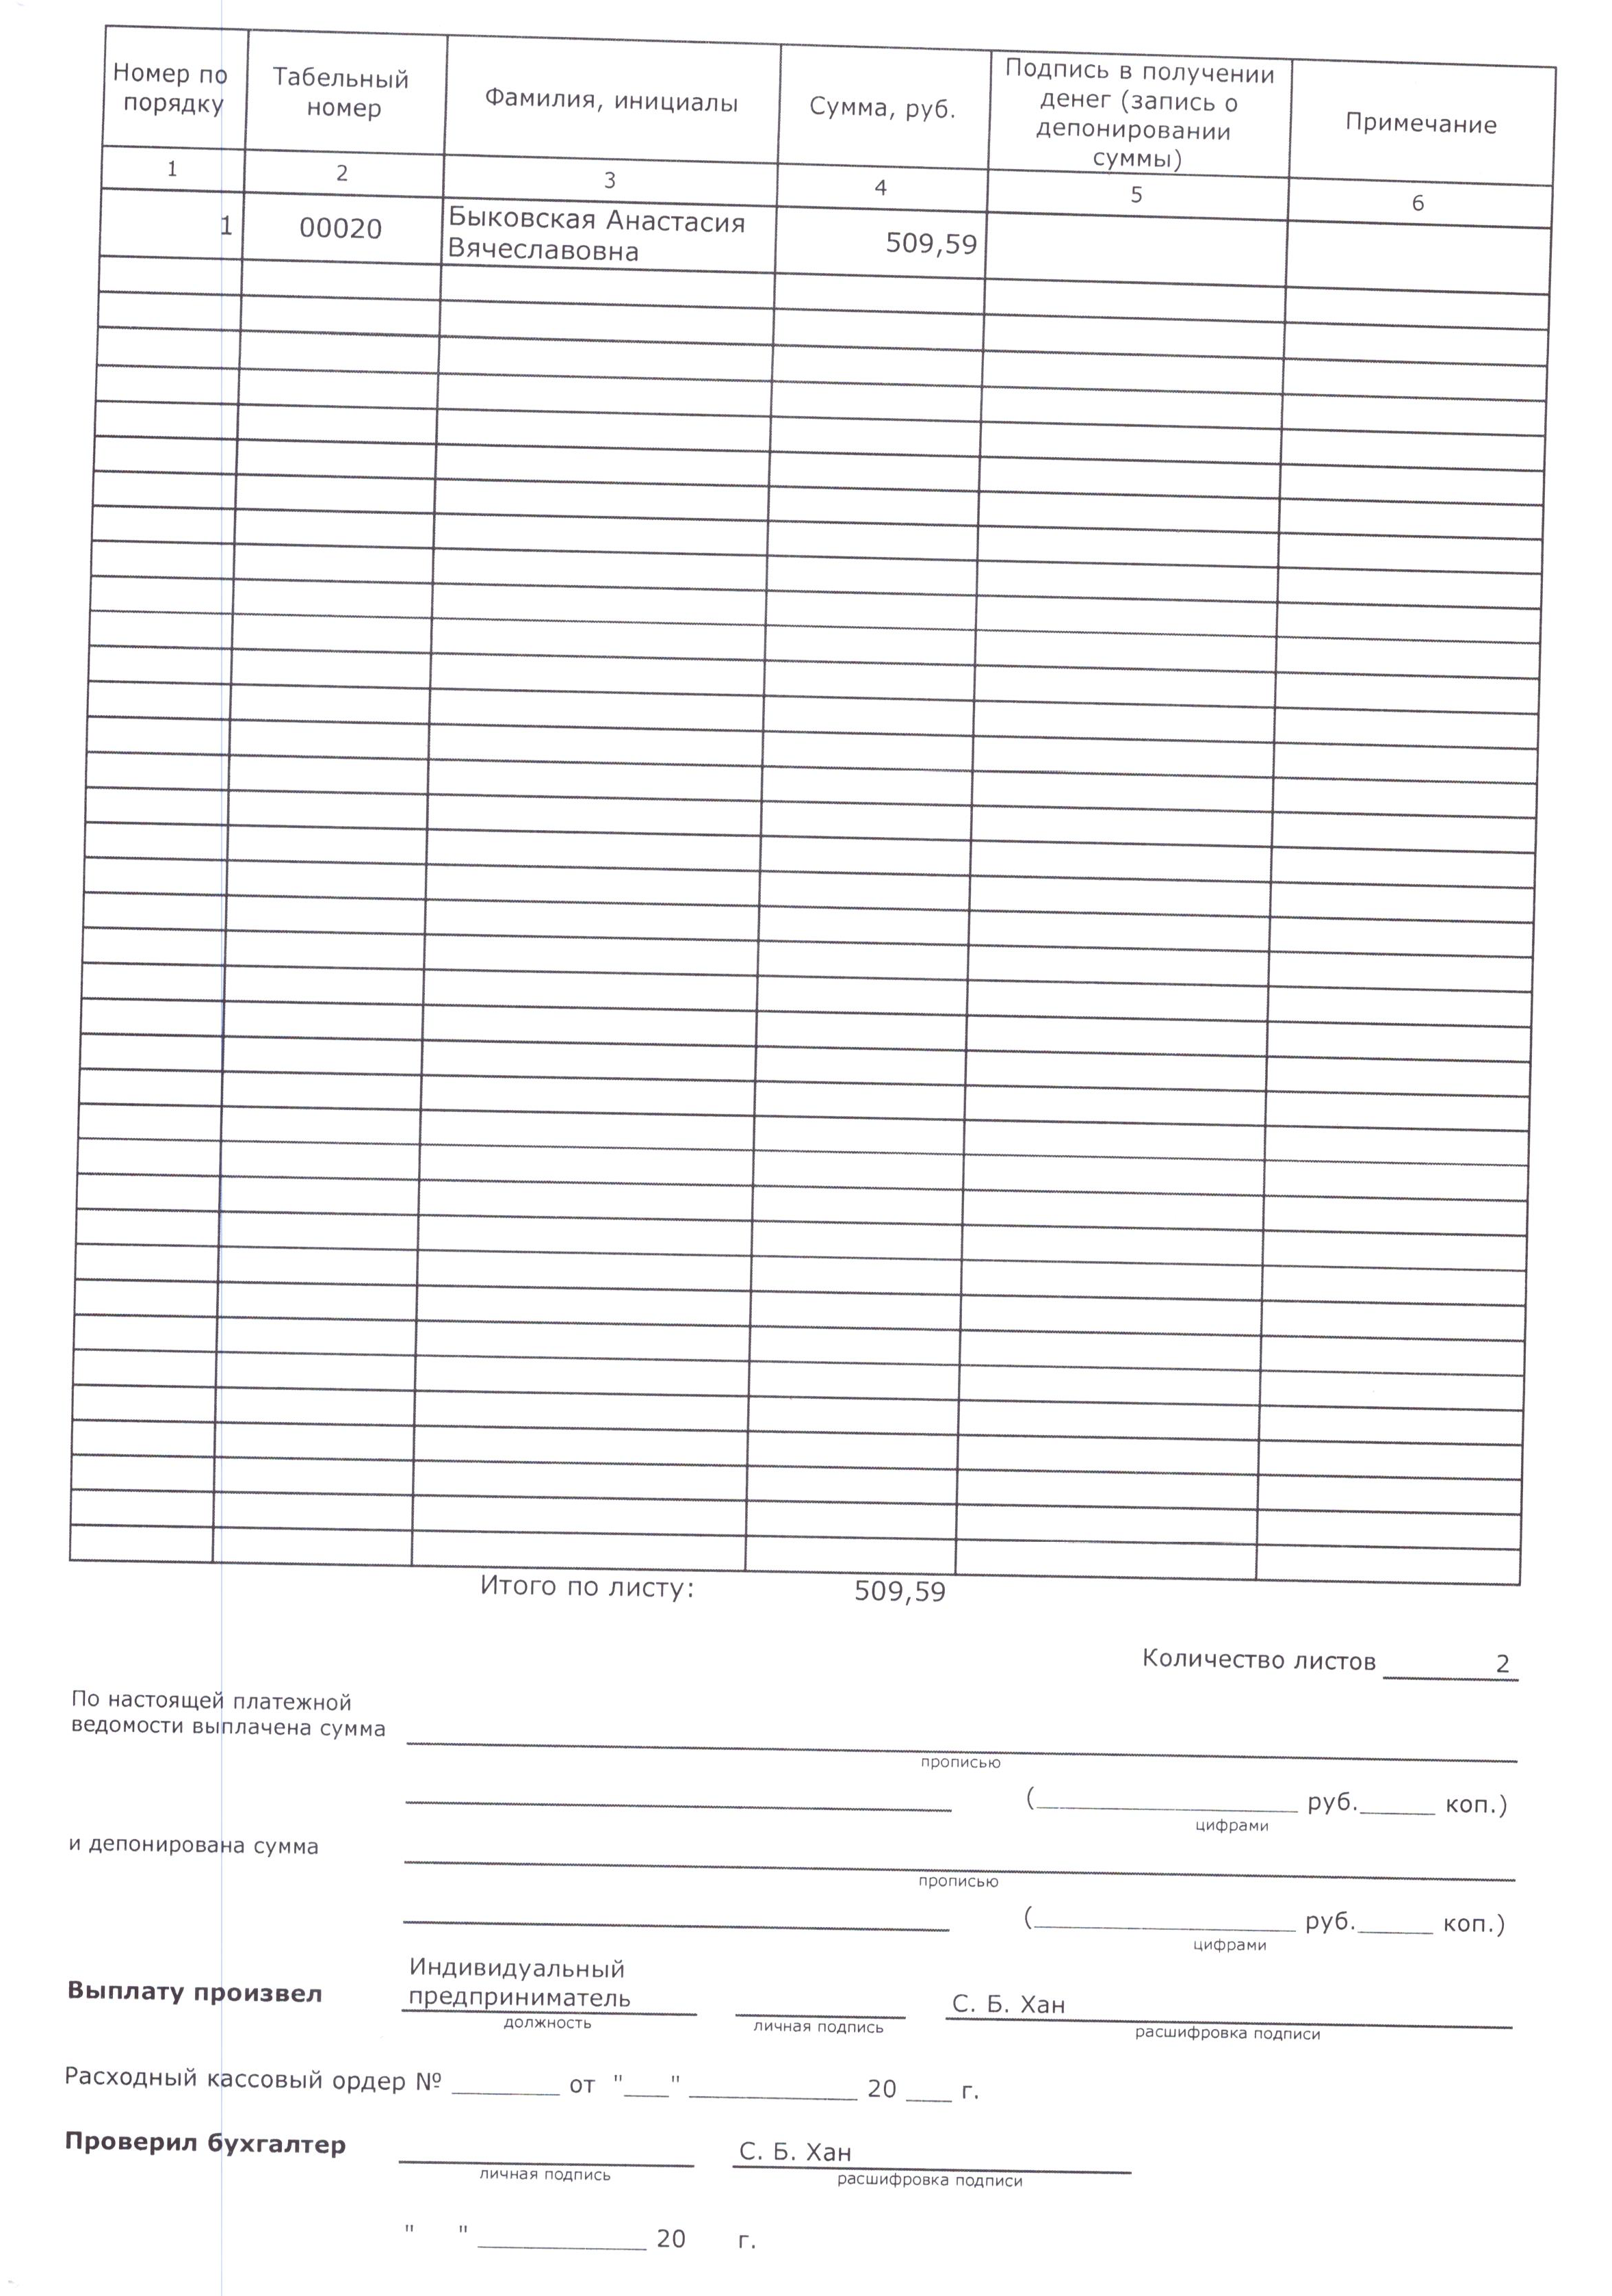 Номер по
порядку
Табельный
номер
Фамилия, инициалы
Сумма, руб.
Подпись в получении
денег (запись о
депонировании
суммы)
Примечание
1
2
3
4
5
6
1
00020
Быковская Анастасия
Вячеславовна
509,59
Итого по листу: 509,59
Количество листов 2
По настоящей платежной
ведомости выплачена сумма
прописью
( руб. коп.)
цифрами
и депонирована сумма
прописью
( руб. коп.)
цифрами
Выплату произвел
Индивидуальный
предприниматель
С. Б. Хан
должность
личная подпись
расшифровка подписи
Расходный кассовый ордер № от "___" 20 ___ г.
Проверил бухгалтер
С. Б. Хан
личная подпись
расшифровка подписи
" " 20 г.